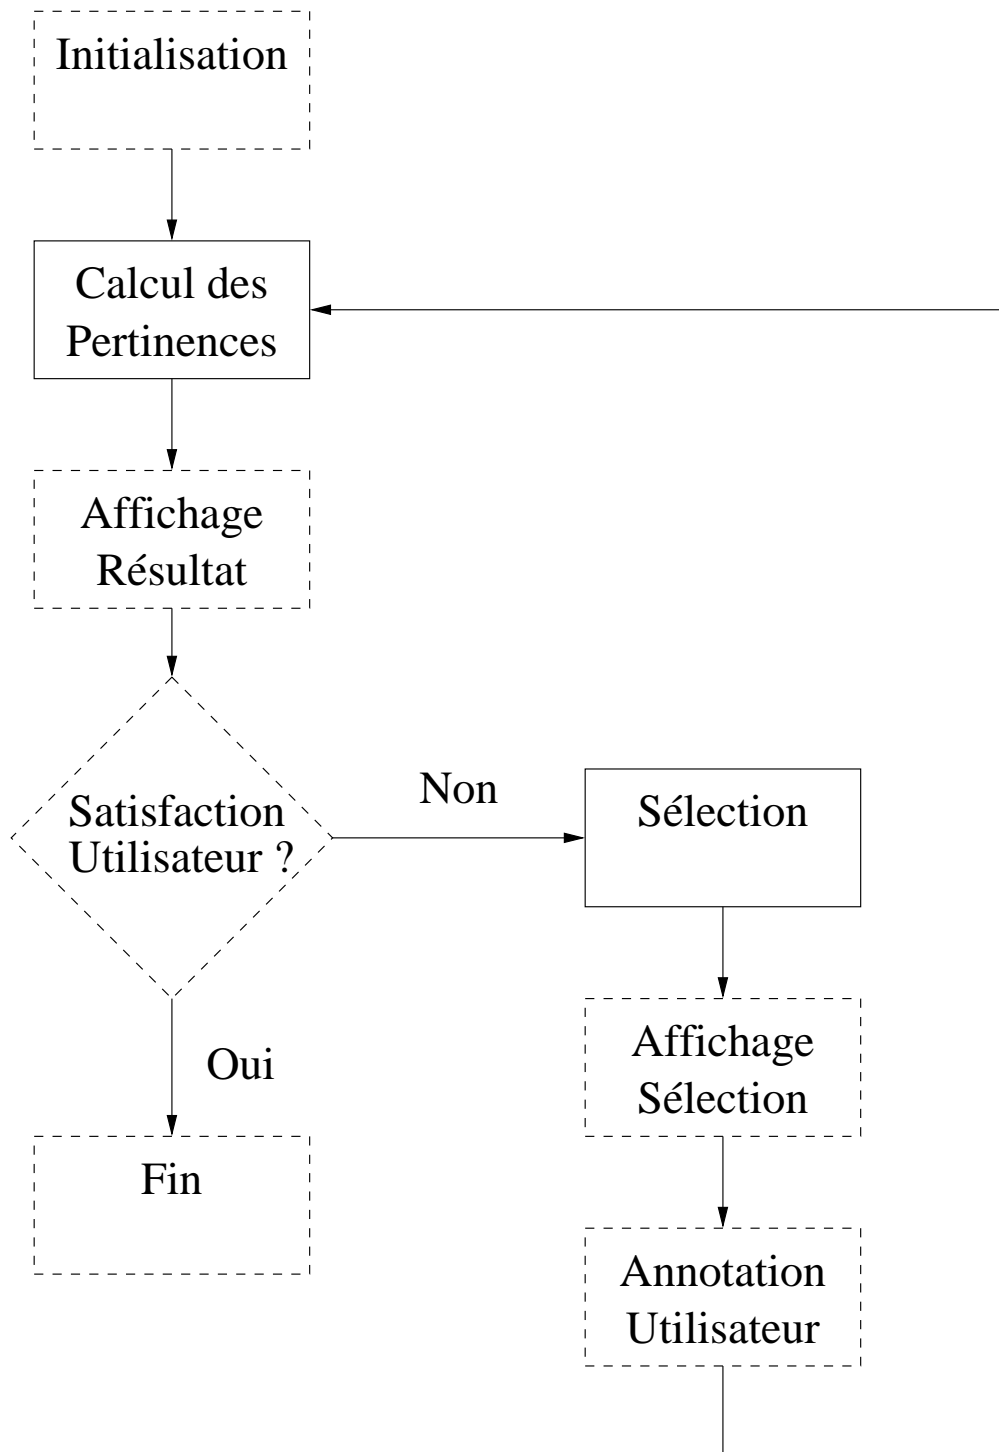 Initialisation
Calcul des
Pertinences
Affichage
Résultat
Satisfaction
Utilisateur ?
Non
Sélection
Oui
Affichage
Sélection
Fin
Annotation
Utilisateur